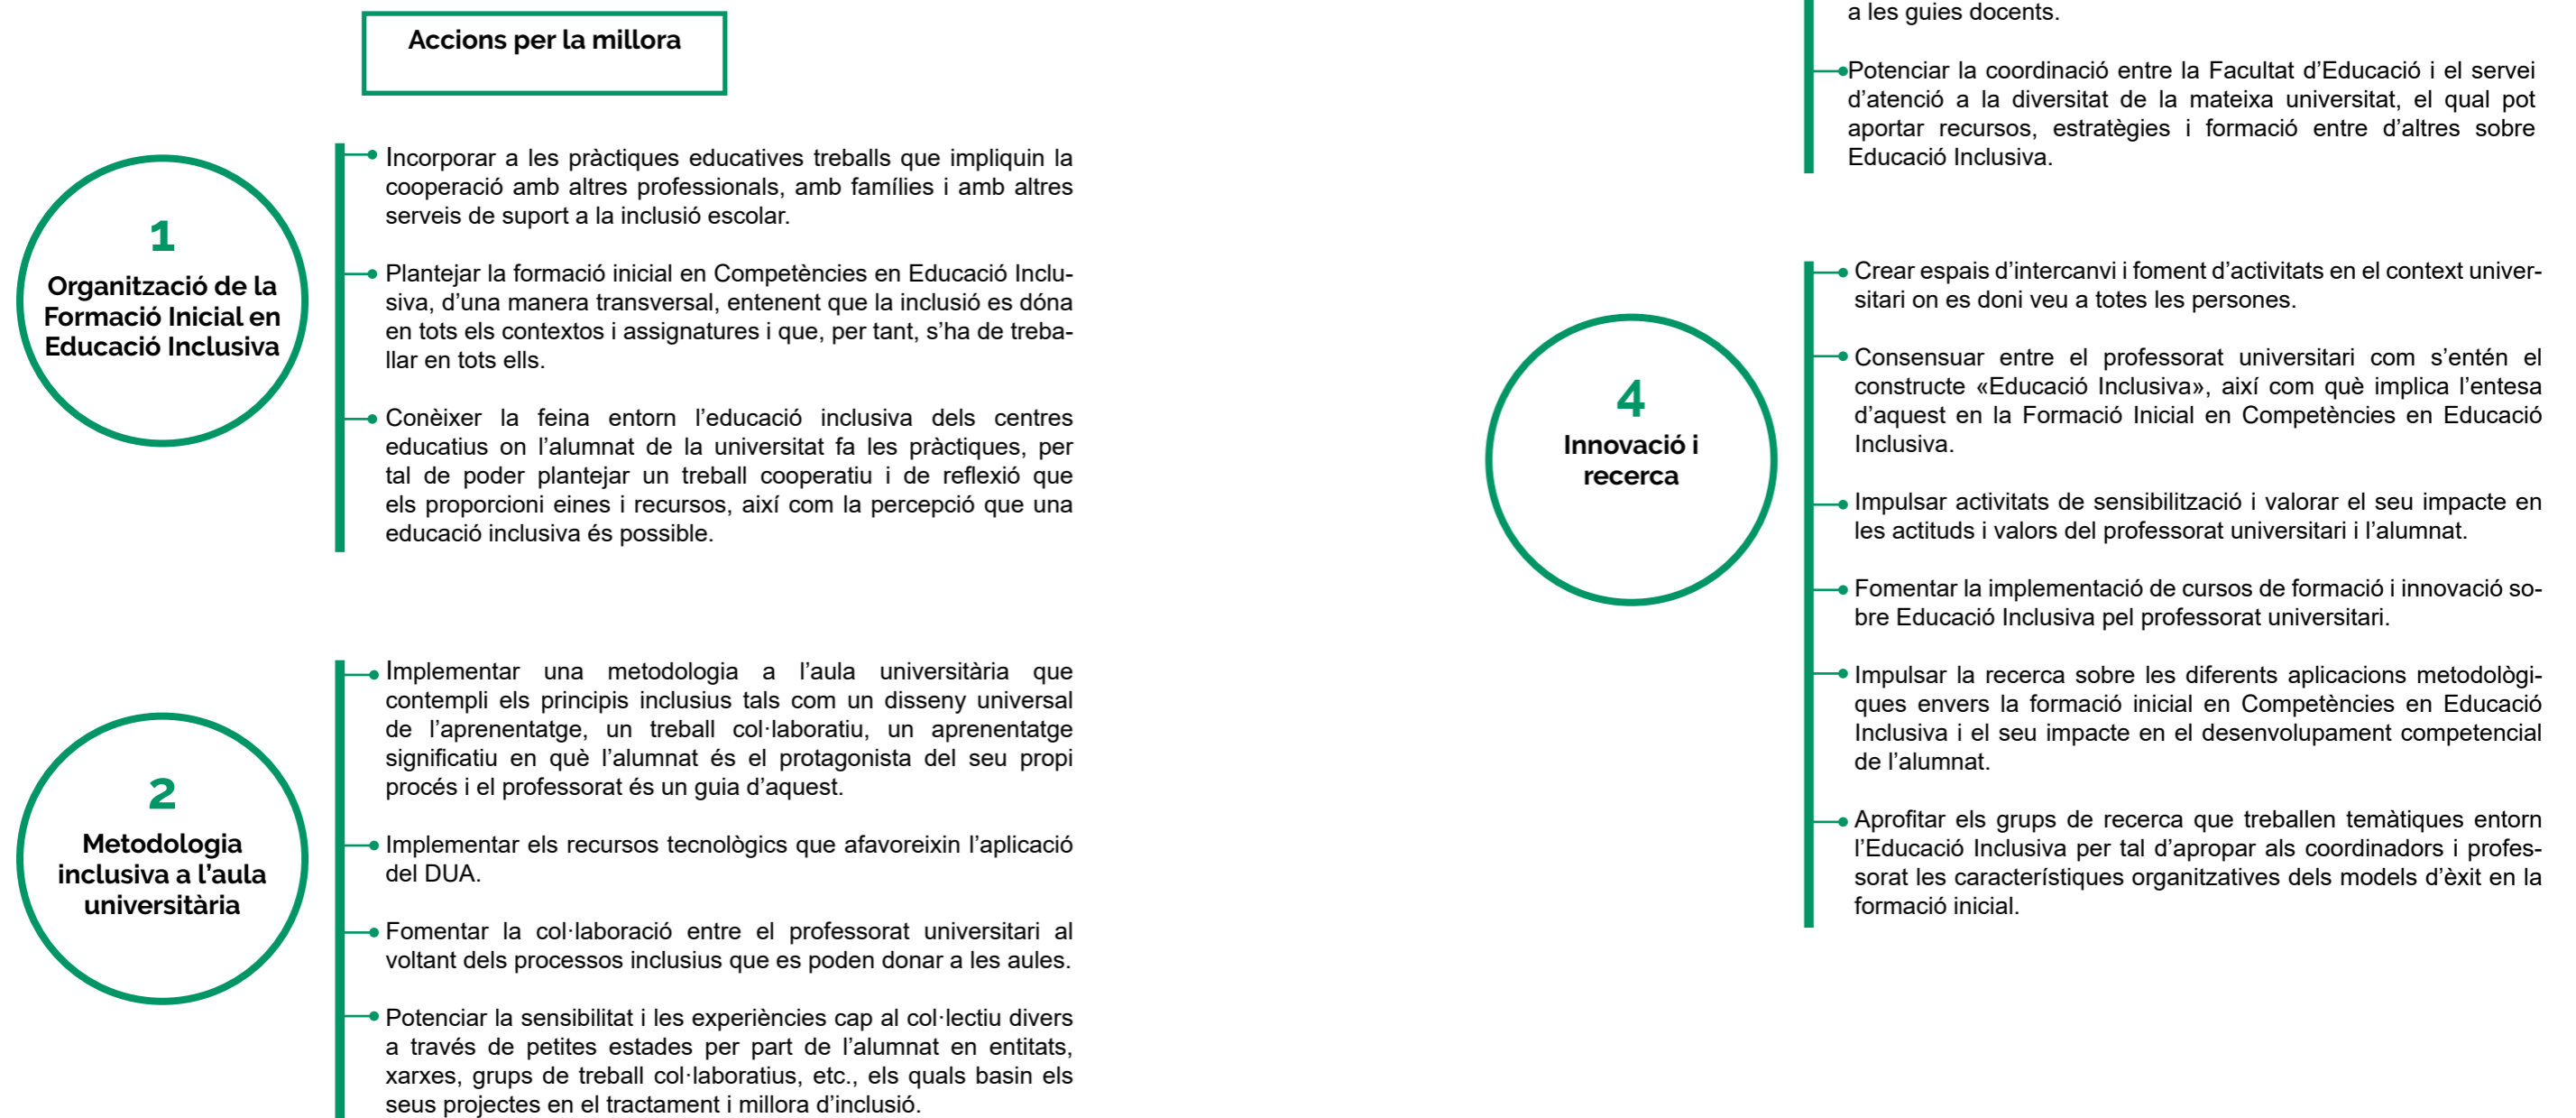 Accions per la millora
1
Organització de la
Formació Inicial en
Educació Inclusiva
Incorporar a les pràctiques educatives treballs que impliquin la
cooperació amb altres professionals, amb famílies i amb altres
serveis de suport a la inclusió escolar.
Plantejar la formació inicial en Competències en Educació Inclu-
siva, d’una manera transversal, entenent que la inclusió es dóna
en tots els contextos i assignatures i que, per tant, s’ha de treba-
llar en tots ells.
Conèixer la feina entorn l’educació inclusiva dels centres
educatius on l’alumnat de la universitat fa les pràctiques, per
tal de poder plantejar un treball cooperatiu i de reflexió que
els proporcioni eines i recursos, així com la percepció que una
educació inclusiva és possible.
2
Metodologia
inclusiva a l’aula
universitària
Implementar una metodologia a l’aula universitària que
contempli els principis inclusius tals com un disseny universal
de l’aprenentatge, un treball col·laboratiu, un aprenentatge
significatiu en què l’alumnat és el protagonista del seu propi
procés i el professorat és un guia d’aquest.
Implementar els recursos tecnològics que afavoreixin l’aplicació
del DUA.
Fomentar la col·laboració entre el professorat universitari al
voltant dels processos inclusius que es poden donar a les aules.
Potenciar la sensibilitat i les experiències cap al col·lectiu divers
a través de petites estades per part de l’alumnat en entitats,
xarxes, grups de treball col·laboratius, etc., els quals basin els
seus projectes en el tractament i millora d’inclusió.
a les guies docents.
Potenciar la coordinació entre la Facultat d’Educació i el servei
d’atenció a la diversitat de la mateixa universitat, el qual pot
aportar recursos, estratègies i formació entre d’altres sobre
Educació Inclusiva.
4
Innovació i
recerca
Crear espais d’intercanvi i foment d’activitats en el context univer-
sitari on es doni veu a totes les persones.
Consensuar entre el professorat universitari com s’entén el
constructe «Educació Inclusiva», així com què implica l’entesa
d’aquest en la Formació Inicial en Competències en Educació
Inclusiva.
Impulsar activitats de sensibilització i valorar el seu impacte en
les actituds i valors del professorat universitari i l’alumnat.
Fomentar la implementació de cursos de formació i innovació so-
bre Educació Inclusiva pel professorat universitari.
Impulsar la recerca sobre les diferents aplicacions metodològi-
ques envers la formació inicial en Competències en Educació
Inclusiva i el seu impacte en el desenvolupament competencial
de l’alumnat.
Aprofitar els grups de recerca que treballen temàtiques entorn
l’Educació Inclusiva per tal d’apropar als coordinadors i profes-
sorat les característiques organitzatives dels models d’èxit en la
formació inicial.